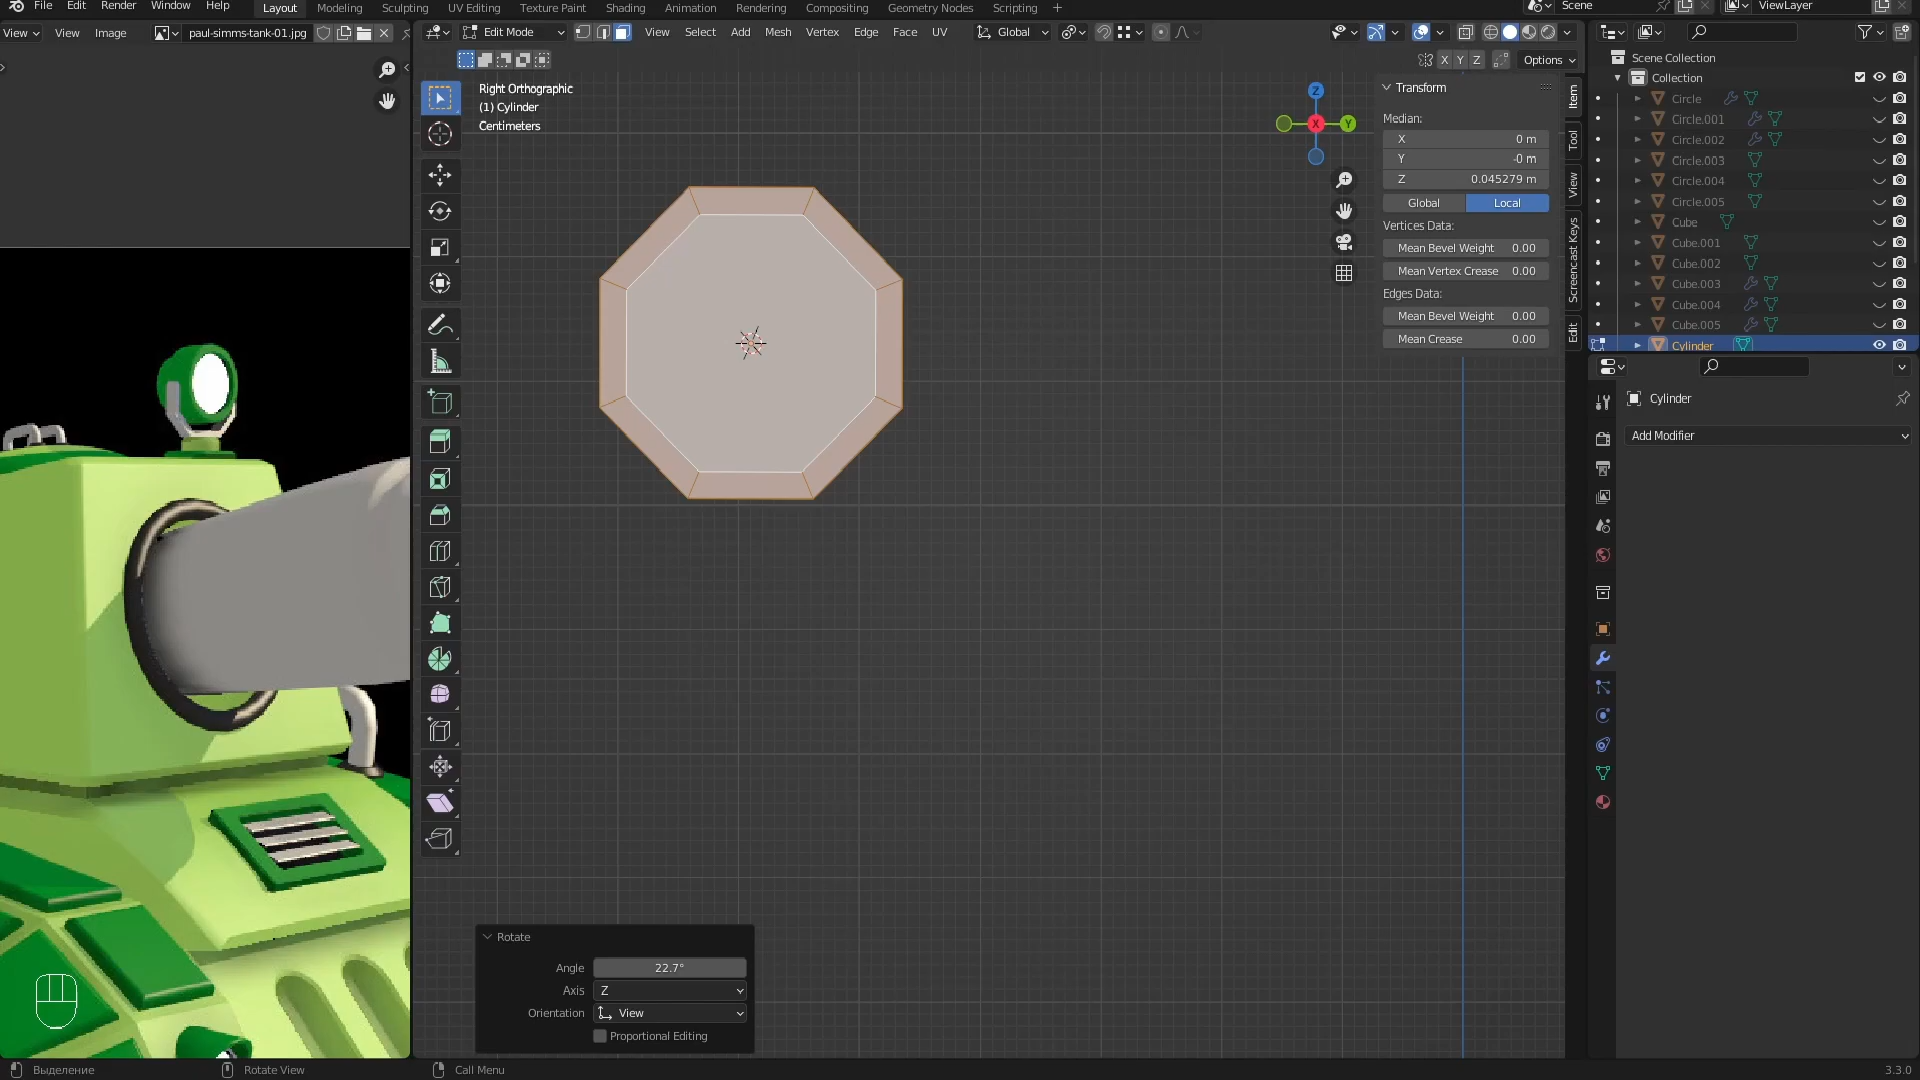 File Edit Render Window Help Layout Modeling Sculpting UV Editing Texture Paint Shading Animation Rendering Compositing Geometry Nodes Scripting + Scene ViewLayer
View View Image paul-simms-tank-01.jpg Edit Mode View Select Add Mesh Vertex Edge Face UV Global
X Y Z Options
Right Orthographic
(1) Cylinder
Centimeters
Z
X
Y
Transform
Median:
X 0 m
Y -0 m
Z 0.045279 m
Global Local
Vertices Data:
Mean Bevel Weight 0.00
Mean Vertex Crease 0.00
Edges Data:
Mean Bevel Weight 0.00
Mean Crease 0.00
Item
Tool
View
Screencast Keys
Edit
Scene Collection
Collection
Circle
Circle.001
Circle.002
Circle.003
Circle.004
Circle.005
Cube
Cube.001
Cube.002
Cube.003
Cube.004
Cube.005
Cylinder
Cylinder
Add Modifier
Rotate
Angle 22.7°
Axis Z
Orientation View
Proportional Editing
Выделение Rotate View Call Menu 3.3.0